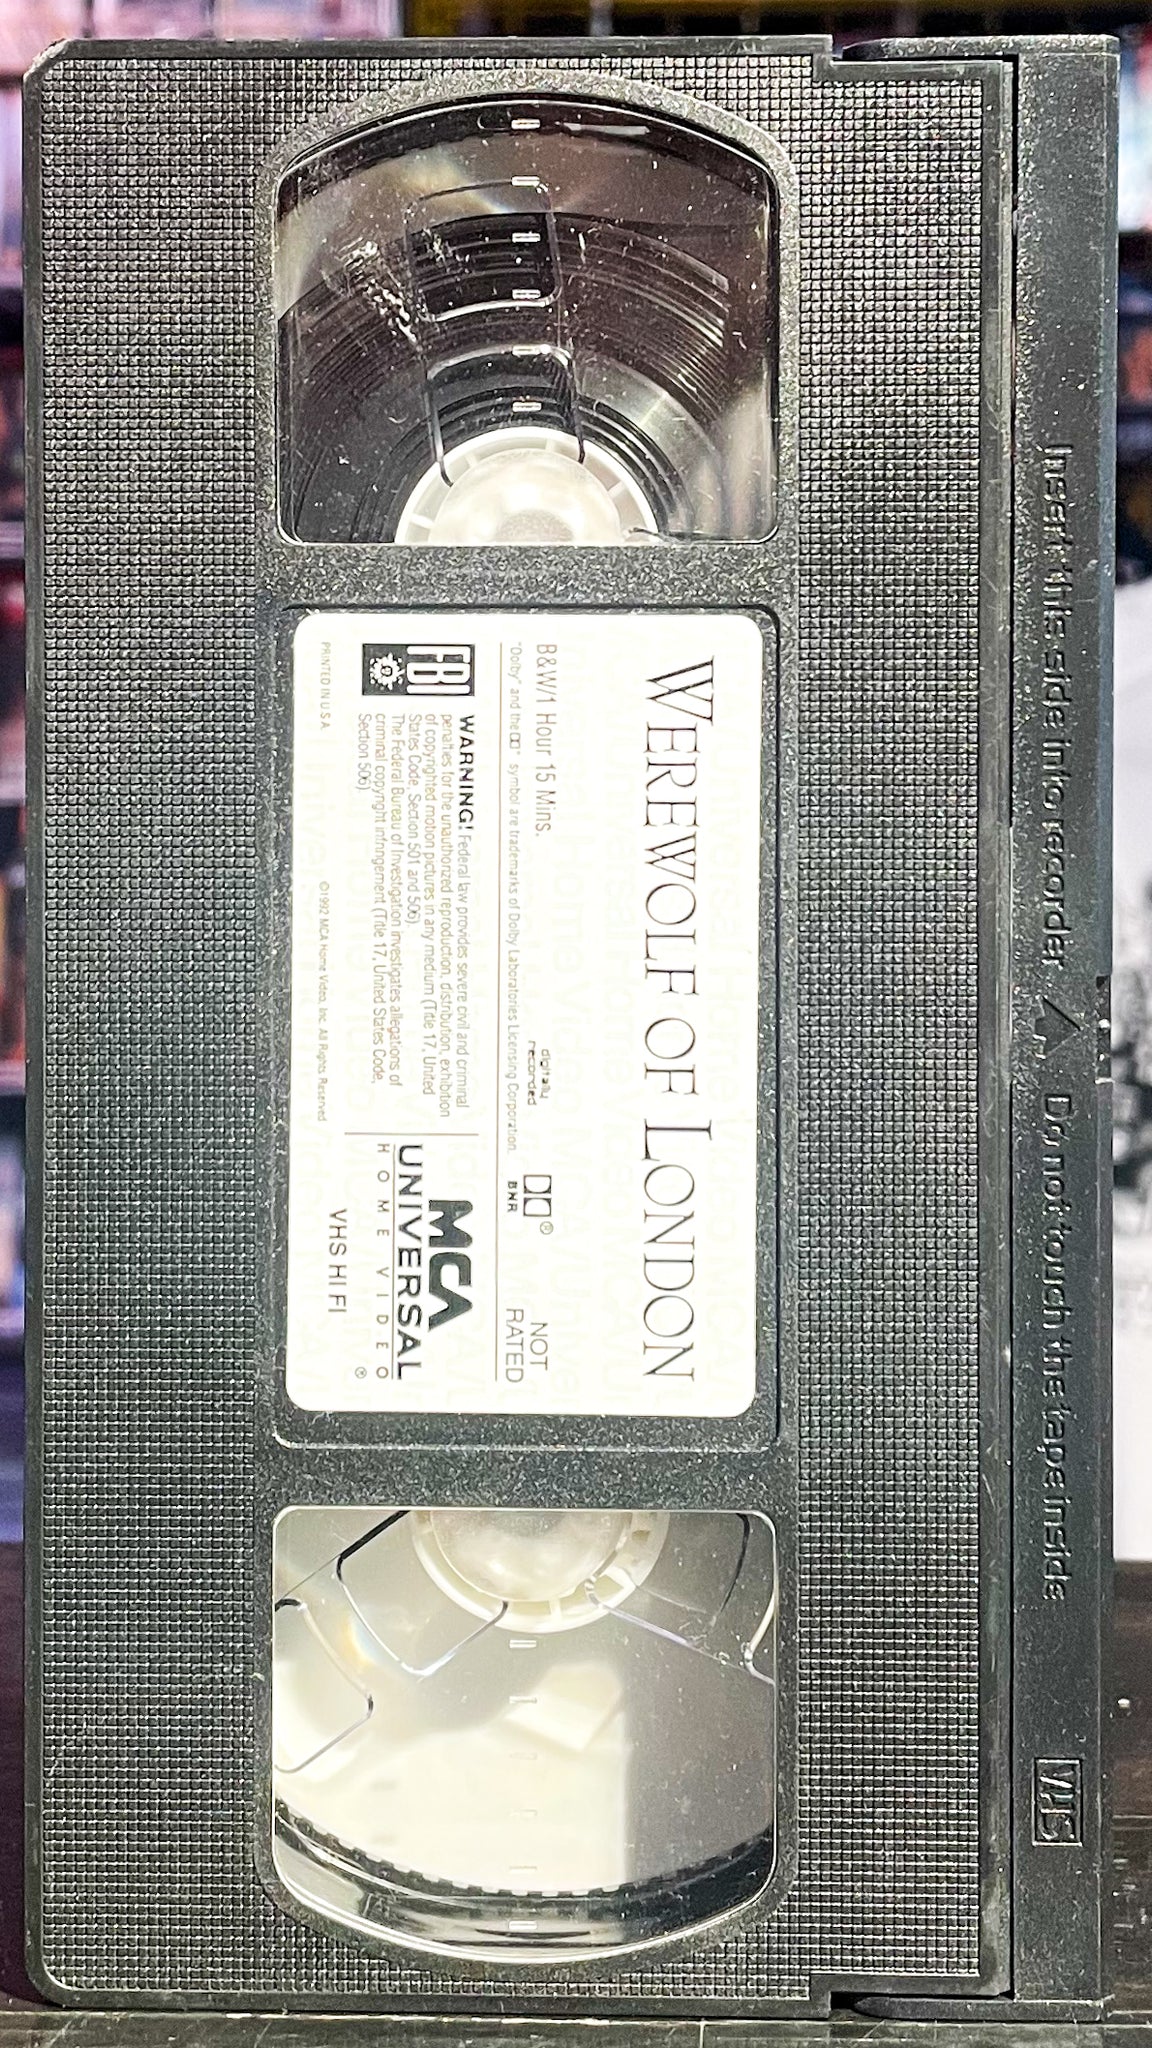 Insert this side into recorder Do not touch the tape inside
VHS
WEREWOLF OF LONDON
B&W/1 Hour 15 Mins.
digitally
recorded
BNR
NOT
RATED
"Dolby" and the symbol are trademarks of Dolby Laboratories Licensing Corporation.
FBI
WARNING! Federal law provides severe civil and criminal
penalties for the unauthorized reproduction, distribution, exhibition
of copyrighted motion pictures in any medium (Title 17, United
States Code, Section 501 and 506).
The Federal Bureau of Investigation investigates allegations of
criminal copyright infringement (Title 17, United States Code,
Section 506).
MCA
UNIVERSAL
HOME VIDEO®
VHS HI FI
PRINTED IN U.S.A.
©1992 MCA Home Video, Inc. All Rights Reserved